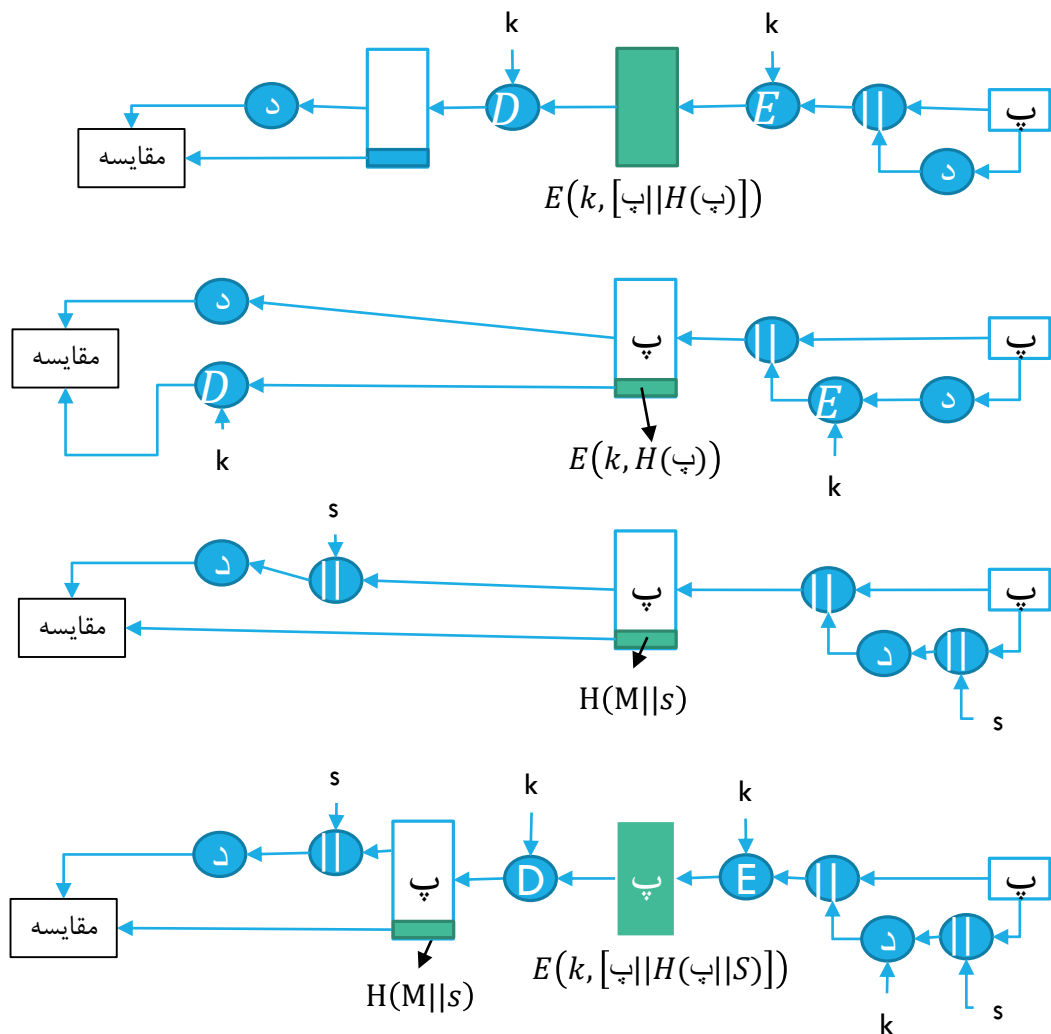 k k
پ || د E D د مقایسه
E(k, [پ||H(پ)])
پ || د E پ د D مقایسه
k k
E(k, H(پ))
s
پ || || د پ || د مقایسه
H(M||s)
s
s k k
پ || || د E پ D پ || د مقایسه
E(k, [پ||H(پ||S)])
H(M||s)
k s